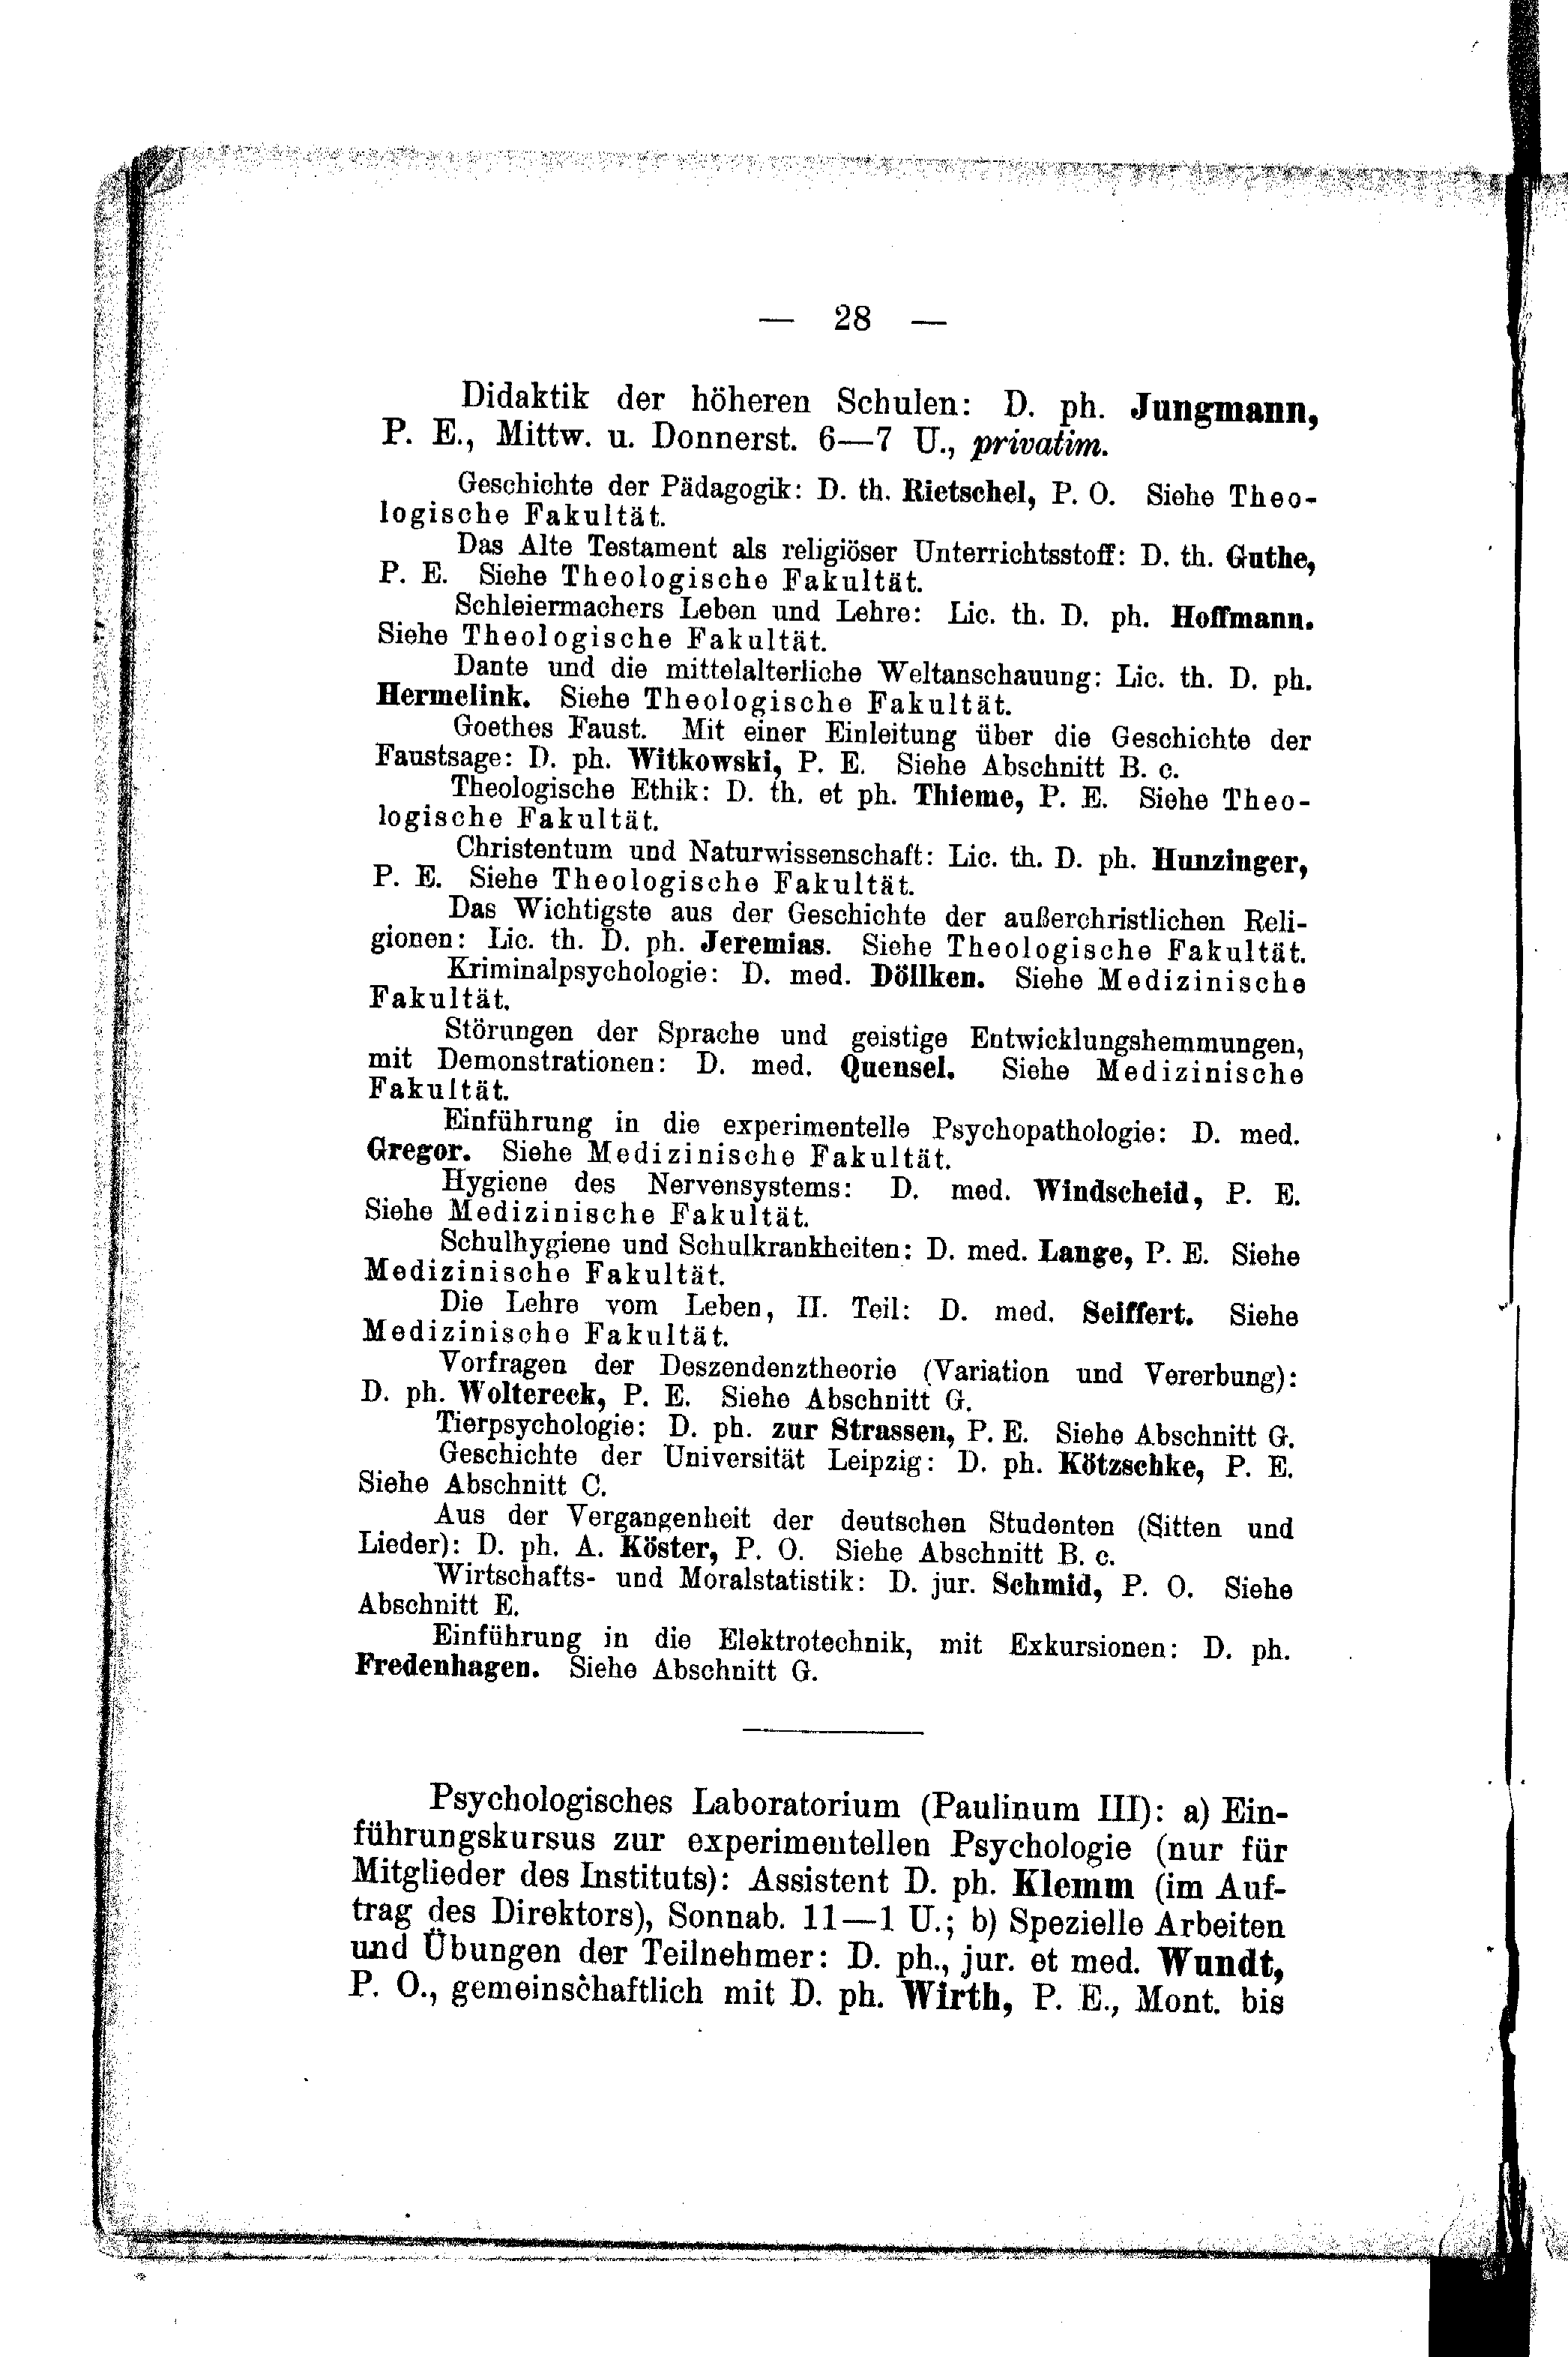 — 28 —
Didaktik der höheren Schulen: D. ph. Jungmann,
P. E., Mittw. u. Donnerst. 6—7 U., privatim.
Geschichte der Pädagogik: D. th. Rietschel, P. O. Siehe Theo-
logische Fakultät.
Das Alte Testament als religiöser Unterrichtsstoff: D. th. Guthe,
P. E. Siehe Theologische Fakultät.
Schleiermachers Leben und Lehre: Lic. th. D. ph. Hoffmann.
Siehe Theologische Fakultät.
Dante und die mittelalterliche Weltanschauung: Lic. th. D. ph.
Hermelink. Siehe Theologische Fakultät.
Goethes Faust. Mit einer Einleitung über die Geschichte der
Faustsage: D. ph. Witkowski, P. E. Siehe Abschnitt B. c.
Theologische Ethik: D. th. et ph. Thieme, P. E. Siehe Theo-
logische Fakultät.
Christentum und Naturwissenschaft: Lic. th. D. ph. Hunzinger,
P. E. Siehe Theologische Fakultät.
Das Wichtigste aus der Geschichte der außerchristlichen Reli-
gionen: Lic. th. D. ph. Jeremias. Siehe Theologische Fakultät.
Kriminalpsychologie: D. med. Döllken. Siehe Medizinische
Fakultät.
Störungen der Sprache und geistige Entwicklungshemmungen,
mit Demonstrationen: D. med. Quensel. Siehe Medizinische
Fakultät.
Einführung in die experimentelle Psychopathologie: D. med.
Gregor. Siehe Medizinische Fakultät.
Hygiene des Nervensystems: D. med. Windscheid, P. E.
Siehe Medizinische Fakultät.
Schulhygiene und Schulkrankheiten: D. med. Lange, P. E. Siehe
Medizinische Fakultät.
Die Lehre vom Leben, II. Teil: D. med. Seiffert. Siehe
Medizinische Fakultät.
Vorfragen der Deszendenztheorie (Variation und Vererbung):
D. ph. Woltereck, P. E. Siehe Abschnitt G.
Tierpsychologie: D. ph. zur Strassen, P. E. Siehe Abschnitt G.
Geschichte der Universität Leipzig: D. ph. Kötzschke, P. E.
Siehe Abschnitt C.
Aus der Vergangenheit der deutschen Studenten (Sitten und
Lieder): D. ph. A. Köster, P. O. Siehe Abschnitt B. c.
Wirtschafts- und Moralstatistik: D. jur. Schmid, P. O. Siehe
Abschnitt E.
Einführung in die Elektrotechnik, mit Exkursionen: D. ph.
Fredenhagen. Siehe Abschnitt G.
Psychologisches Laboratorium (Paulinum III): a) Ein-
führungskursus zur experimentellen Psychologie (nur für
Mitglieder des Instituts): Assistent D. ph. Klemm (im Auf-
trag des Direktors), Sonnab. 11—1 U.; b) Spezielle Arbeiten
und Übungen der Teilnehmer: D. ph., jur. et med. Wundt,
P. O., gemeinschaftlich mit D. ph. Wirth, P. E., Mont. bis